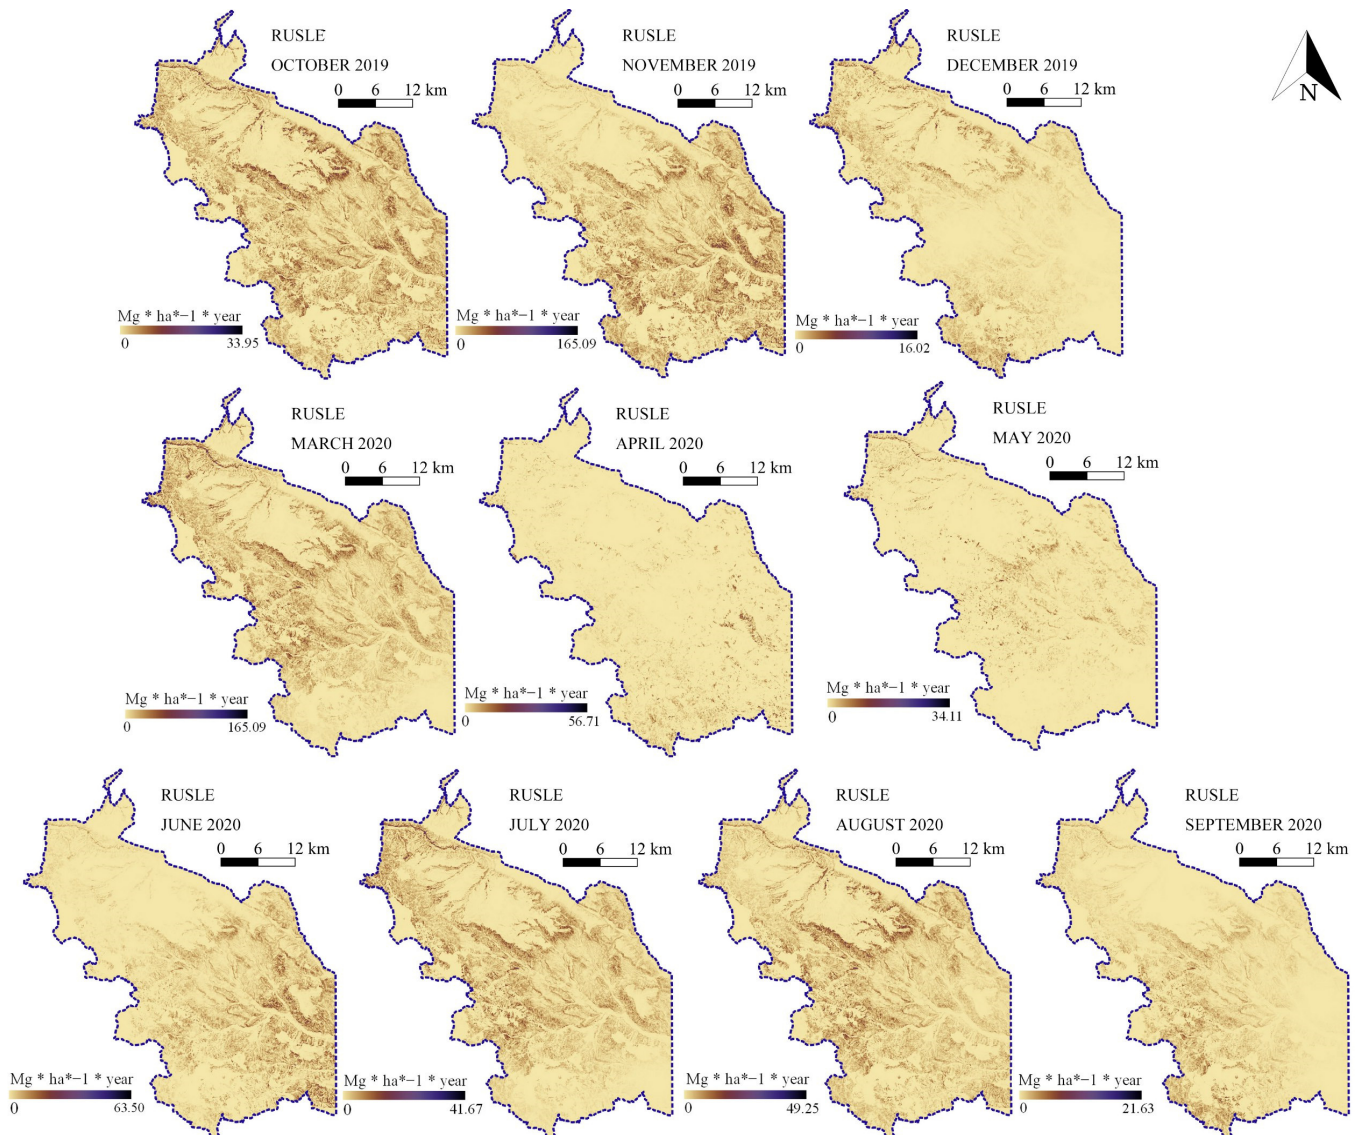 RUSLE
OCTOBER 2019
0 6 12 km
Mg * ha*−1 * year
0 33.95
RUSLE
NOVEMBER 2019
0 6 12 km
Mg * ha*−1 * year
0 165.09
RUSLE
DECEMBER 2019
0 6 12 km
Mg * ha*−1 * year
0 16.02
N
RUSLE
MARCH 2020
0 6 12 km
Mg * ha*−1 * year
0 165.09
RUSLE
APRIL 2020
0 6 12 km
Mg * ha*−1 * year
0 36.71
RUSLE
MAY 2020
0 6 12 km
Mg * ha*−1 * year
0 34.11
RUSLE
JUNE 2020
0 6 12 km
Mg * ha*−1 * year
0 63.50
RUSLE
JULY 2020
0 6 12 km
Mg * ha*−1 * year
0 41.67
RUSLE
AUGUST 2020
0 6 12 km
Mg * ha*−1 * year
0 49.25
RUSLE
SEPTEMBER 2020
0 6 12 km
Mg * ha*−1 * year
0 21.63